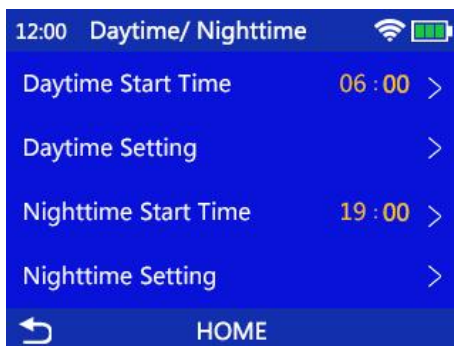 12:00 Daytime/ Nighttime
Daytime Start Time 06:00 >
Daytime Setting >
Nighttime Start Time 19:00 >
Nighttime Setting >
HOME